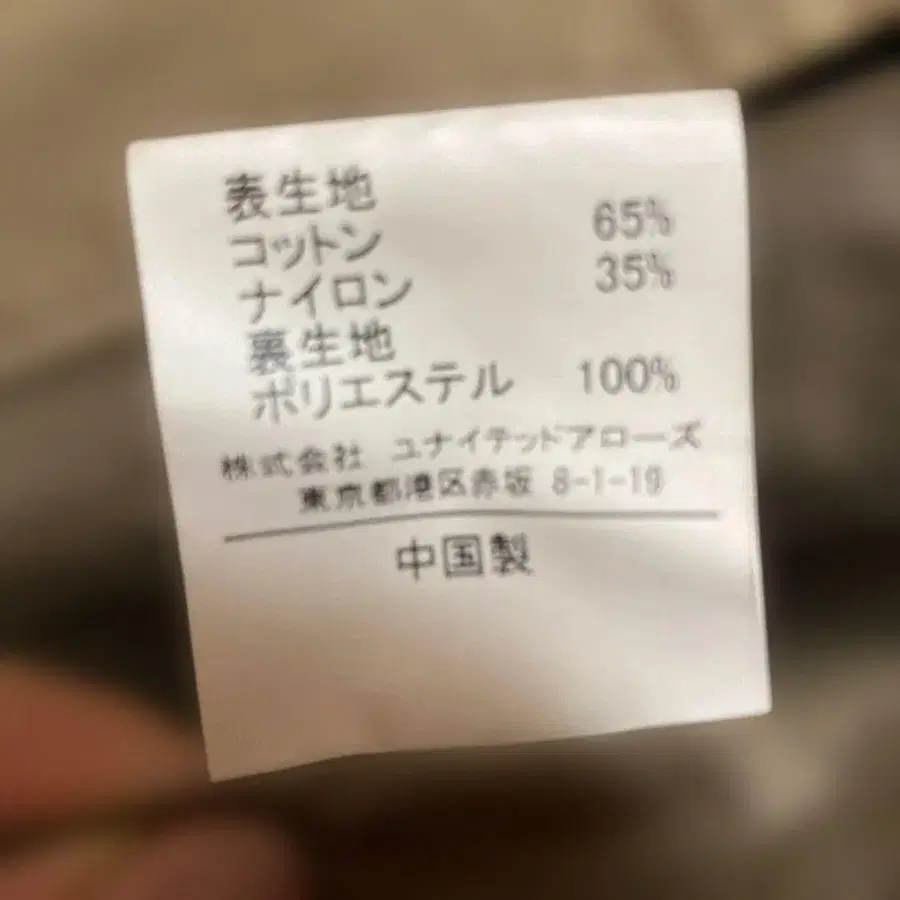 表生地
コットン 65%
ナイロン 35%
裏生地
ポリエステル 100%
株式会社 ユナイテッドアローズ
東京都港区赤坂 8-1-19
中国製